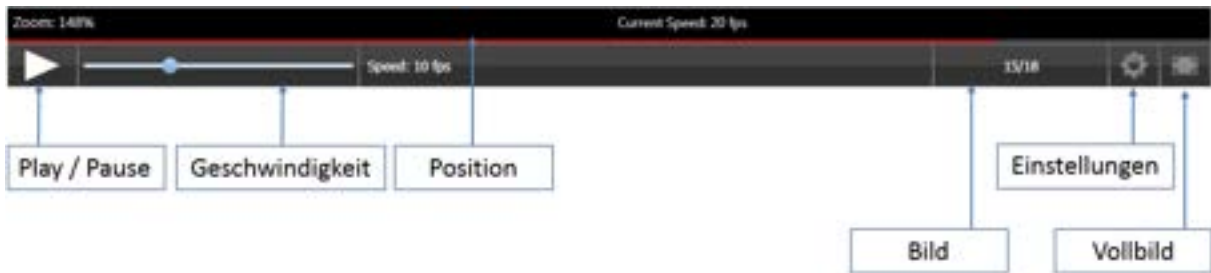 Zoom: 148% Current Speed: 20 fps
Speed: 10 fps 15/18
Play / Pause Geschwindigkeit Position Einstellungen
Bild Vollbild